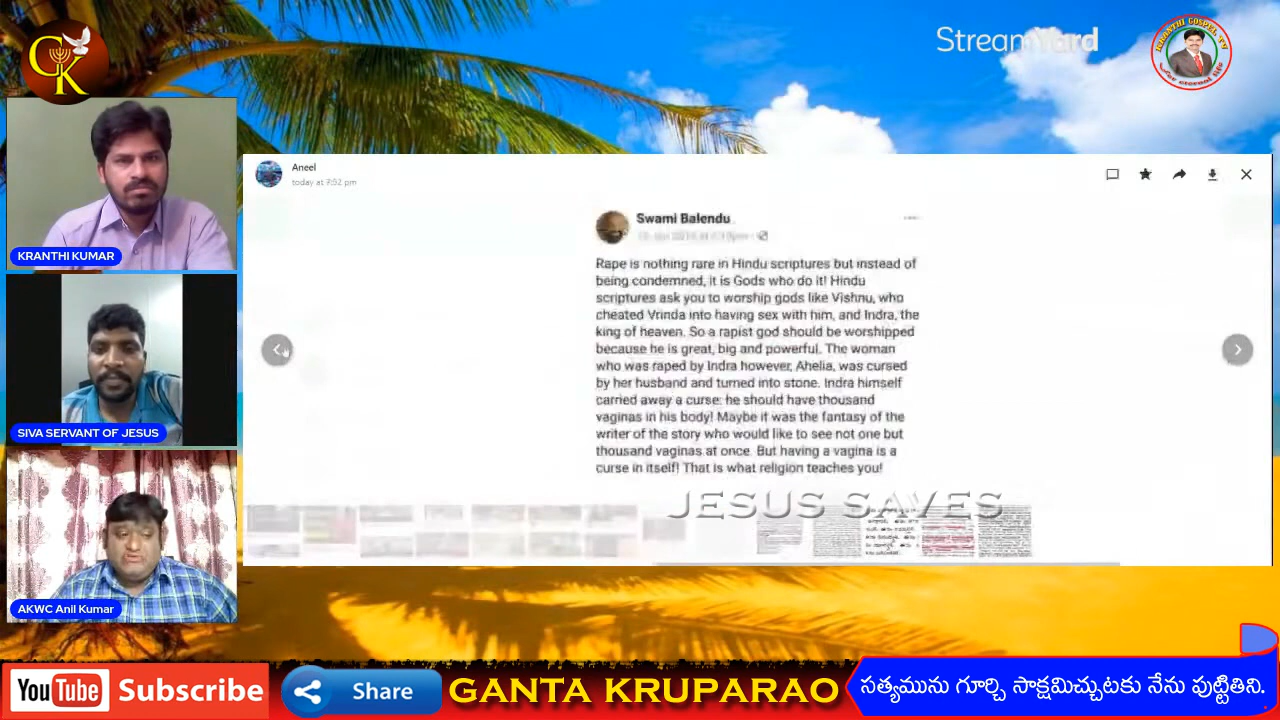 GK
StreamYard
KRANTHI GOSPEL TV
KRANTHI KUMAR
SIVA SERVANT OF JESUS
AKWC Anil Kumar
Aneel
today at 7:52 pm
Swami Balendu
Rape is nothing rare in Hindu scriptures but instead of
being condemned, it is Gods who do it! Hindu
scriptures ask you to worship gods like Vishnu, who
cheated Vrinda into having sex with him, and Indra, the
king of heaven. So a rapist god should be worshipped
because he is great, big and powerful. The woman
who was raped by Indra however, Ahelia, was cursed
by her husband and turned into stone. Indra himself
carried away a curse: he should have thousand
vaginas in his body! Maybe it was the fantasy of the
writer of the story who would like to see not one but
thousand vaginas at once. But having a vagina is a
curse in itself! That is what religion teaches you!
JESUS SAVES
YouTube Subscribe
Share
GANTA KRUPARAO
సత్యమును గూర్చి సాక్షమిచ్చుటకు నేను పుట్టితిని.